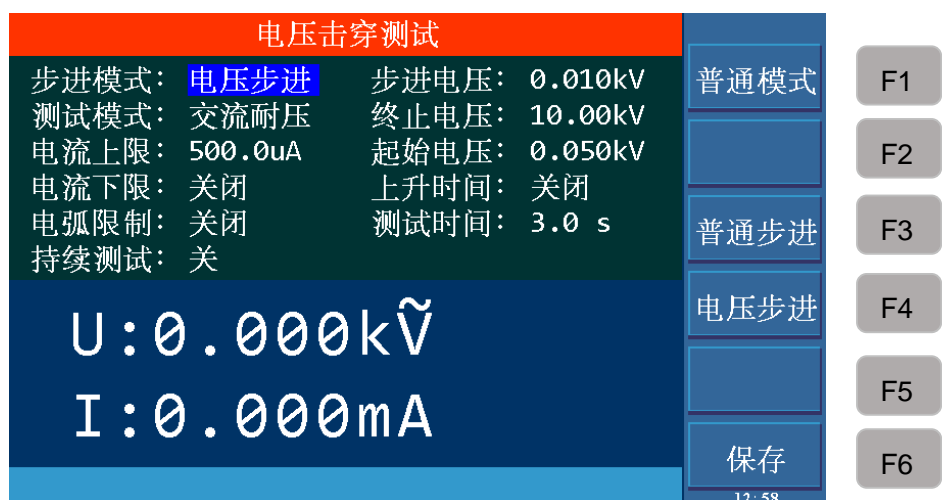 电压击穿测试
步进模式： 电压步进 步进电压： 0.010kV
测试模式： 交流耐压 终止电压： 10.00kV
电流上限： 500.0uA 起始电压： 0.050kV
电流下限： 关闭 上升时间： 关闭
电弧限制： 关闭 测试时间： 3.0 s
持续测试： 关
U:0.000kṼ
I:0.000mA
普通模式 F1
F2
普通步进 F3
电压步进 F4
F5
保存 F6
12:58